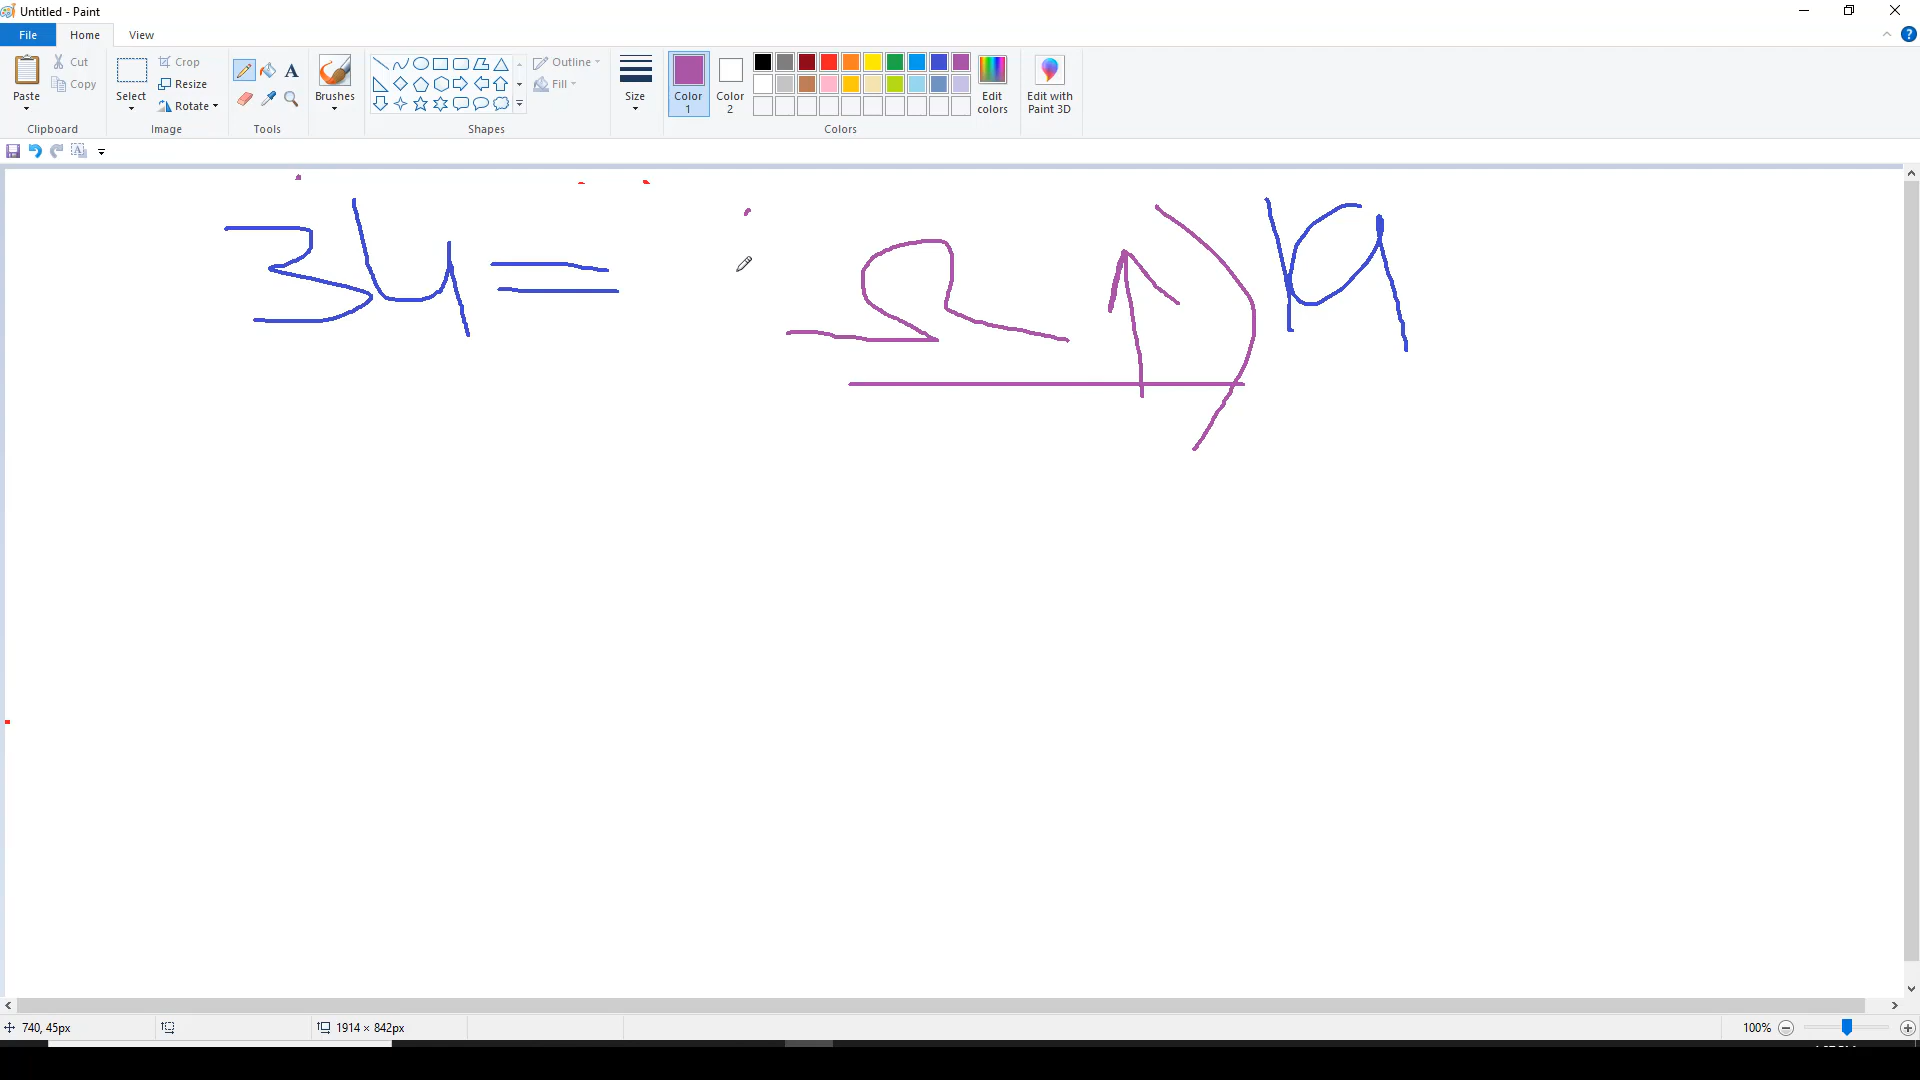 Untitled - Paint
File Home View
Paste Cut Copy Select Crop Resize Rotate A Brushes Outline Fill Size Color 1 Color 2 Edit colors Edit with Paint 3D
Clipboard Image Tools Shapes Colors
34=
19
740, 45px 1914 × 842px 100%